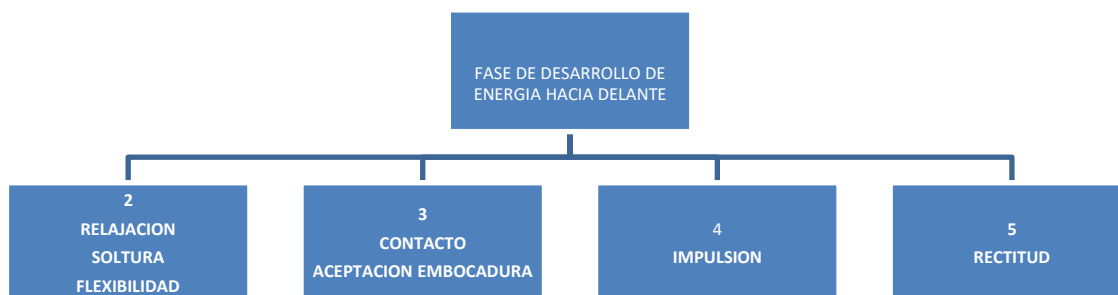 FASE DE DESARROLLO DE
ENERGIA HACIA DELANTE
2
RELAJACION
SOLTURA
FLEXIBILIDAD
3
CONTACTO
ACEPTACION EMBOCADURA
4
IMPULSION
5
RECTITUD